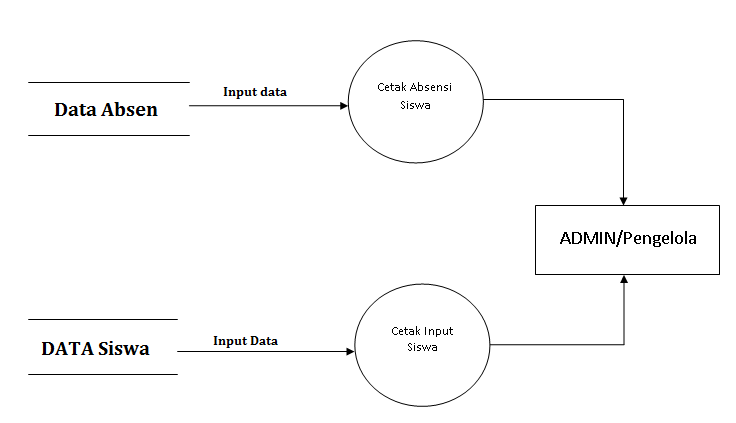 Data Absen
Input data
Cetak Absensi
Siswa
ADMIN/Pengelola
DATA Siswa
Input Data
Cetak Input
Siswa